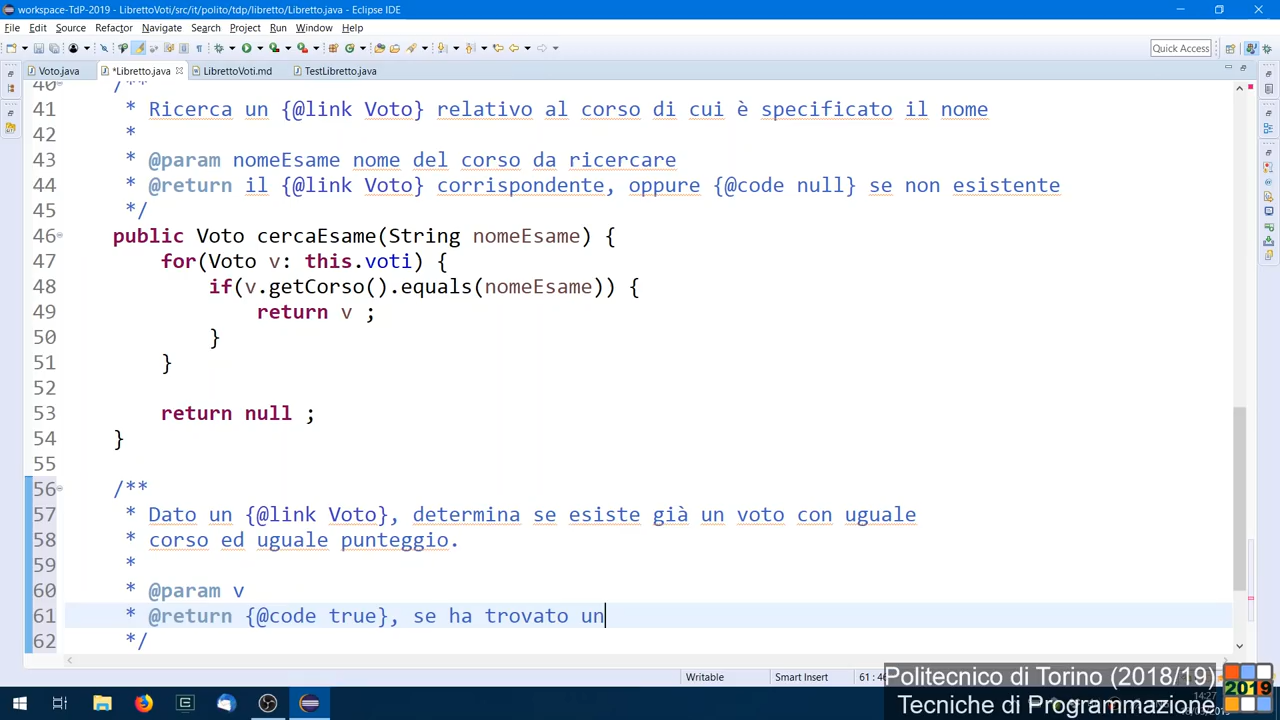 workspace-TdP-2019 - LibrettoVoti/src/it/polito/tdp/libretto/Libretto.java - Eclipse IDE
File Edit Source Refactor Navigate Search Project Run Window Help
Quick Access
Voto.java *Libretto.java LibrettoVoti.md TestLibretto.java
40 /**
41 * Ricerca un {@link Voto} relativo al corso di cui è specificato il nome
42 *
43 * @param nomeEsame nome del corso da ricercare
44 * @return il {@link Voto} corrispondente, oppure {@code null} se non esistente
45 */
46 public Voto cercaEsame(String nomeEsame) {
47 for(Voto v: this.voti) {
48 if(v.getCorso().equals(nomeEsame)) {
49 return v ;
50 }
51 }
52
53 return null ;
54 }
55
56 /**
57 * Dato un {@link Voto}, determina se esiste già un voto con uguale
58 * corso ed uguale punteggio.
59 *
60 * @param v
61 * @return {@code true}, se ha trovato un
62 */
Writable Smart Insert
Politecnico di Torino (2018/19)
Tecniche di Programmazione
2019
14:27